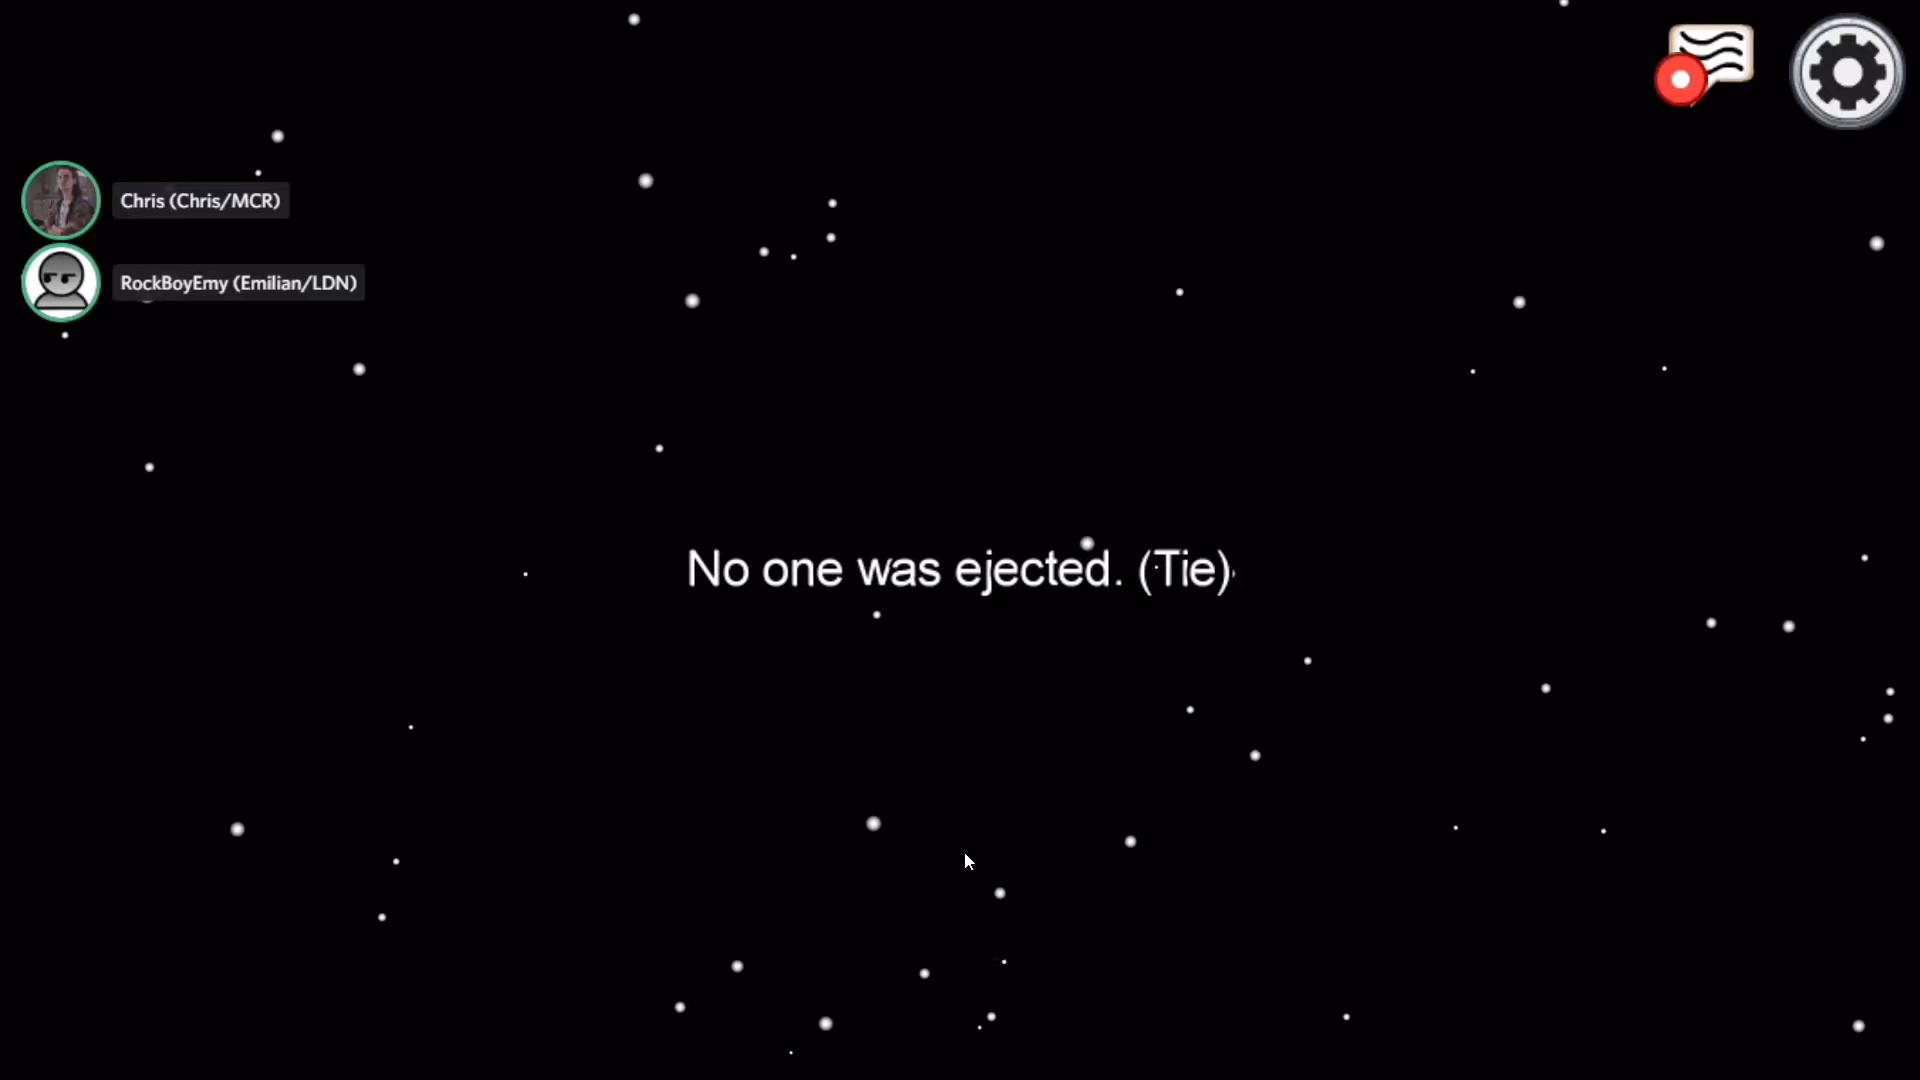 Chris (Chris/MCR)
RockBoyEmy (Emilian/LDN)
No one was ejected. (Tie)